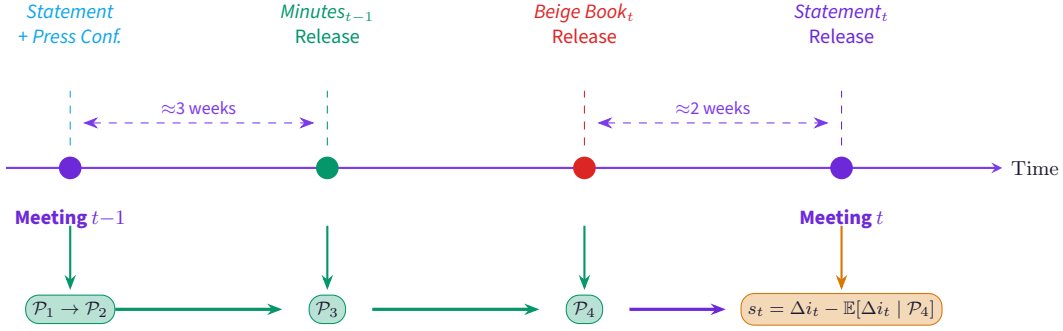 Statement
+ Press Conf.
Minutes_{t−1}
Release
Beige Book_t
Release
Statement_t
Release
≈3 weeks
≈2 weeks
Time
Meeting t−1
Meeting t
𝒫_1 → 𝒫_2
𝒫_3
𝒫_4
s_t = Δi_t − 𝔼[Δi_t | 𝒫_4]